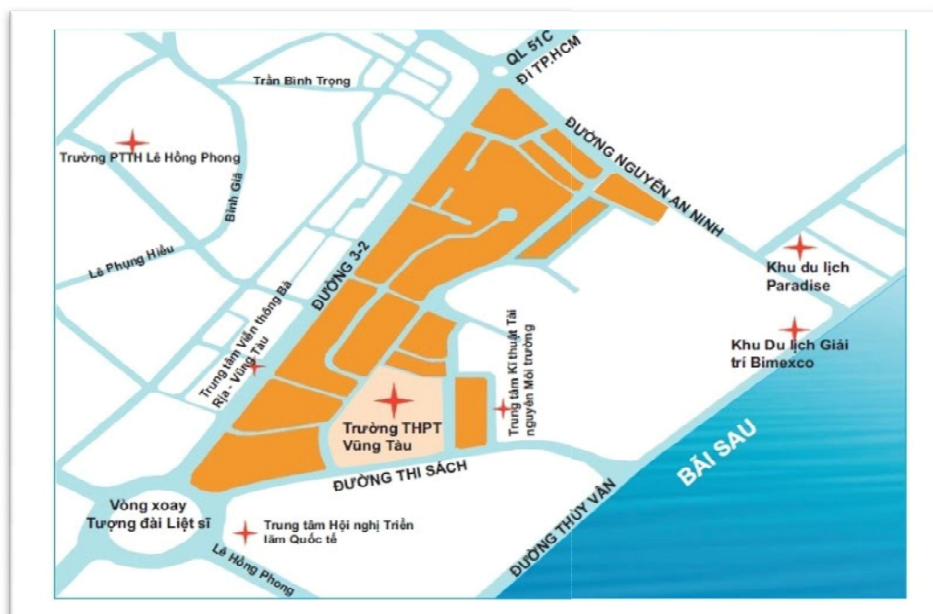 QL 51C
Đi TP.HCM
Trần Bình Trọng
ĐƯỜNG NGUYỄN AN NINH
Trường PTTH Lê Hồng Phong
Bình Giã
Lê Phụng Hiểu
ĐƯỜNG 3-2
Khu du lịch
Paradise
Trung tâm Viễn thông Bà
Rịa - Vũng Tàu
Trung tâm Kĩ thuật Tài
nguyên Môi trường
Khu Du lịch Giải
trí Bimexco
Trường THPT
Vũng Tàu
BÃI SAU
ĐƯỜNG THI SÁCH
Vòng xoay
Tượng đài Liệt sĩ
Trung tâm Hội nghị Triển
lãm Quốc tế
ĐƯỜNG THÙY VÂN
Lê Hồng Phong